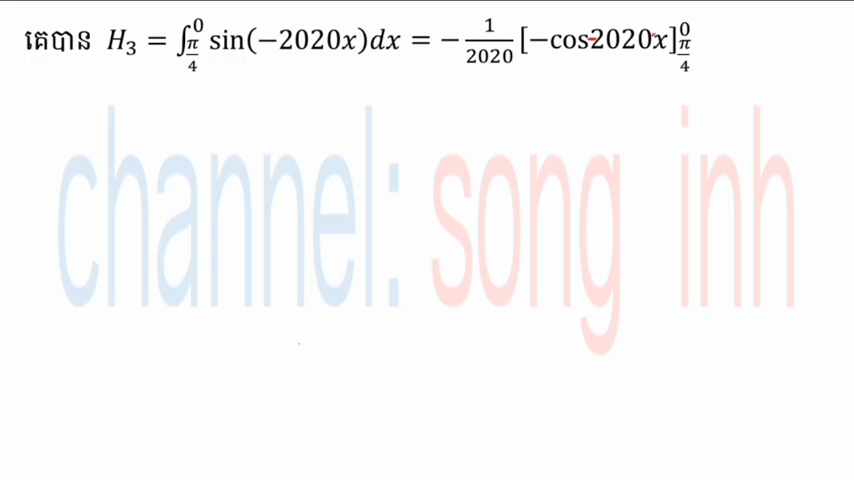 គេបាន H₃ = ∫_{π/4}^{0} sin(−2020x)dx = −1/2020 [−cos2020x]_{π/4}^{0}
channel: song inh